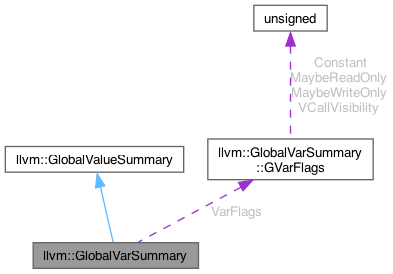 unsigned
Constant
MaybeReadOnly
MaybeWriteOnly
VCallVisibility
llvm::GlobalValueSummary
llvm::GlobalVarSummary
::GVarFlags
VarFlags
llvm::GlobalVarSummary